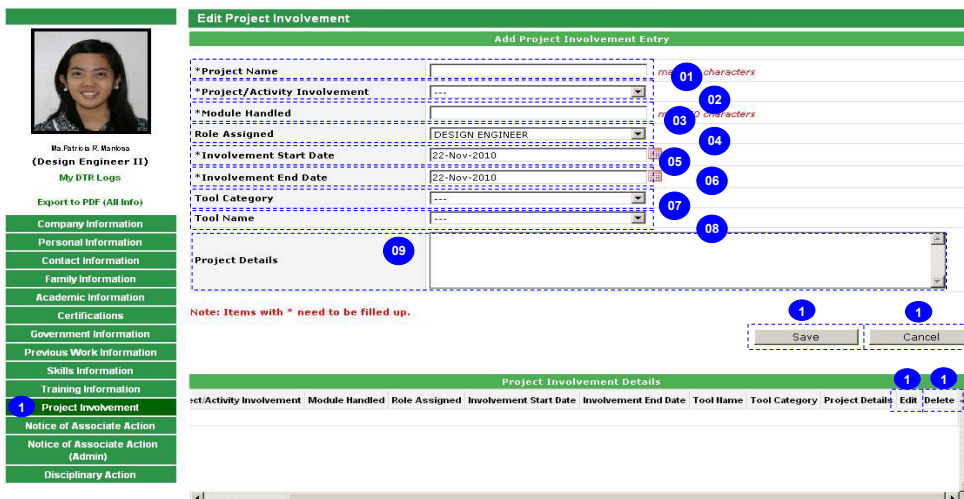 Edit Project Involvement
Add Project Involvement Entry
*Project Name
01 characters
*Project/Activity Involvement
---
02
*Module Handled
03 characters
Role Assigned
DESIGN ENGINEER
04
*Involvement Start Date
22-Nov-2010
05
*Involvement End Date
22-Nov-2010
06
Tool Category
---
07
Tool Name
---
08
Project Details
09
Note: Items with * need to be filled up.
1
1
Save
Cancel
Ma.Patricia R. Manlosa
(Design Engineer II)
My DTR Logs
Export to PDF (All Info)
Company Information
Personal Information
Contact Information
Family Information
Academic Information
Certifications
Government Information
Previous Work Information
Skills Information
Training Information
1 Project Involvement
Notice of Associate Action
Notice of Associate Action
(Admin)
Disciplinary Action
Project Involvement Details
1
1
ect/Activity Involvement Module Handled Role Assigned Involvement Start Date Involvement End Date Tool Name Tool Category Project Details Edit Delete